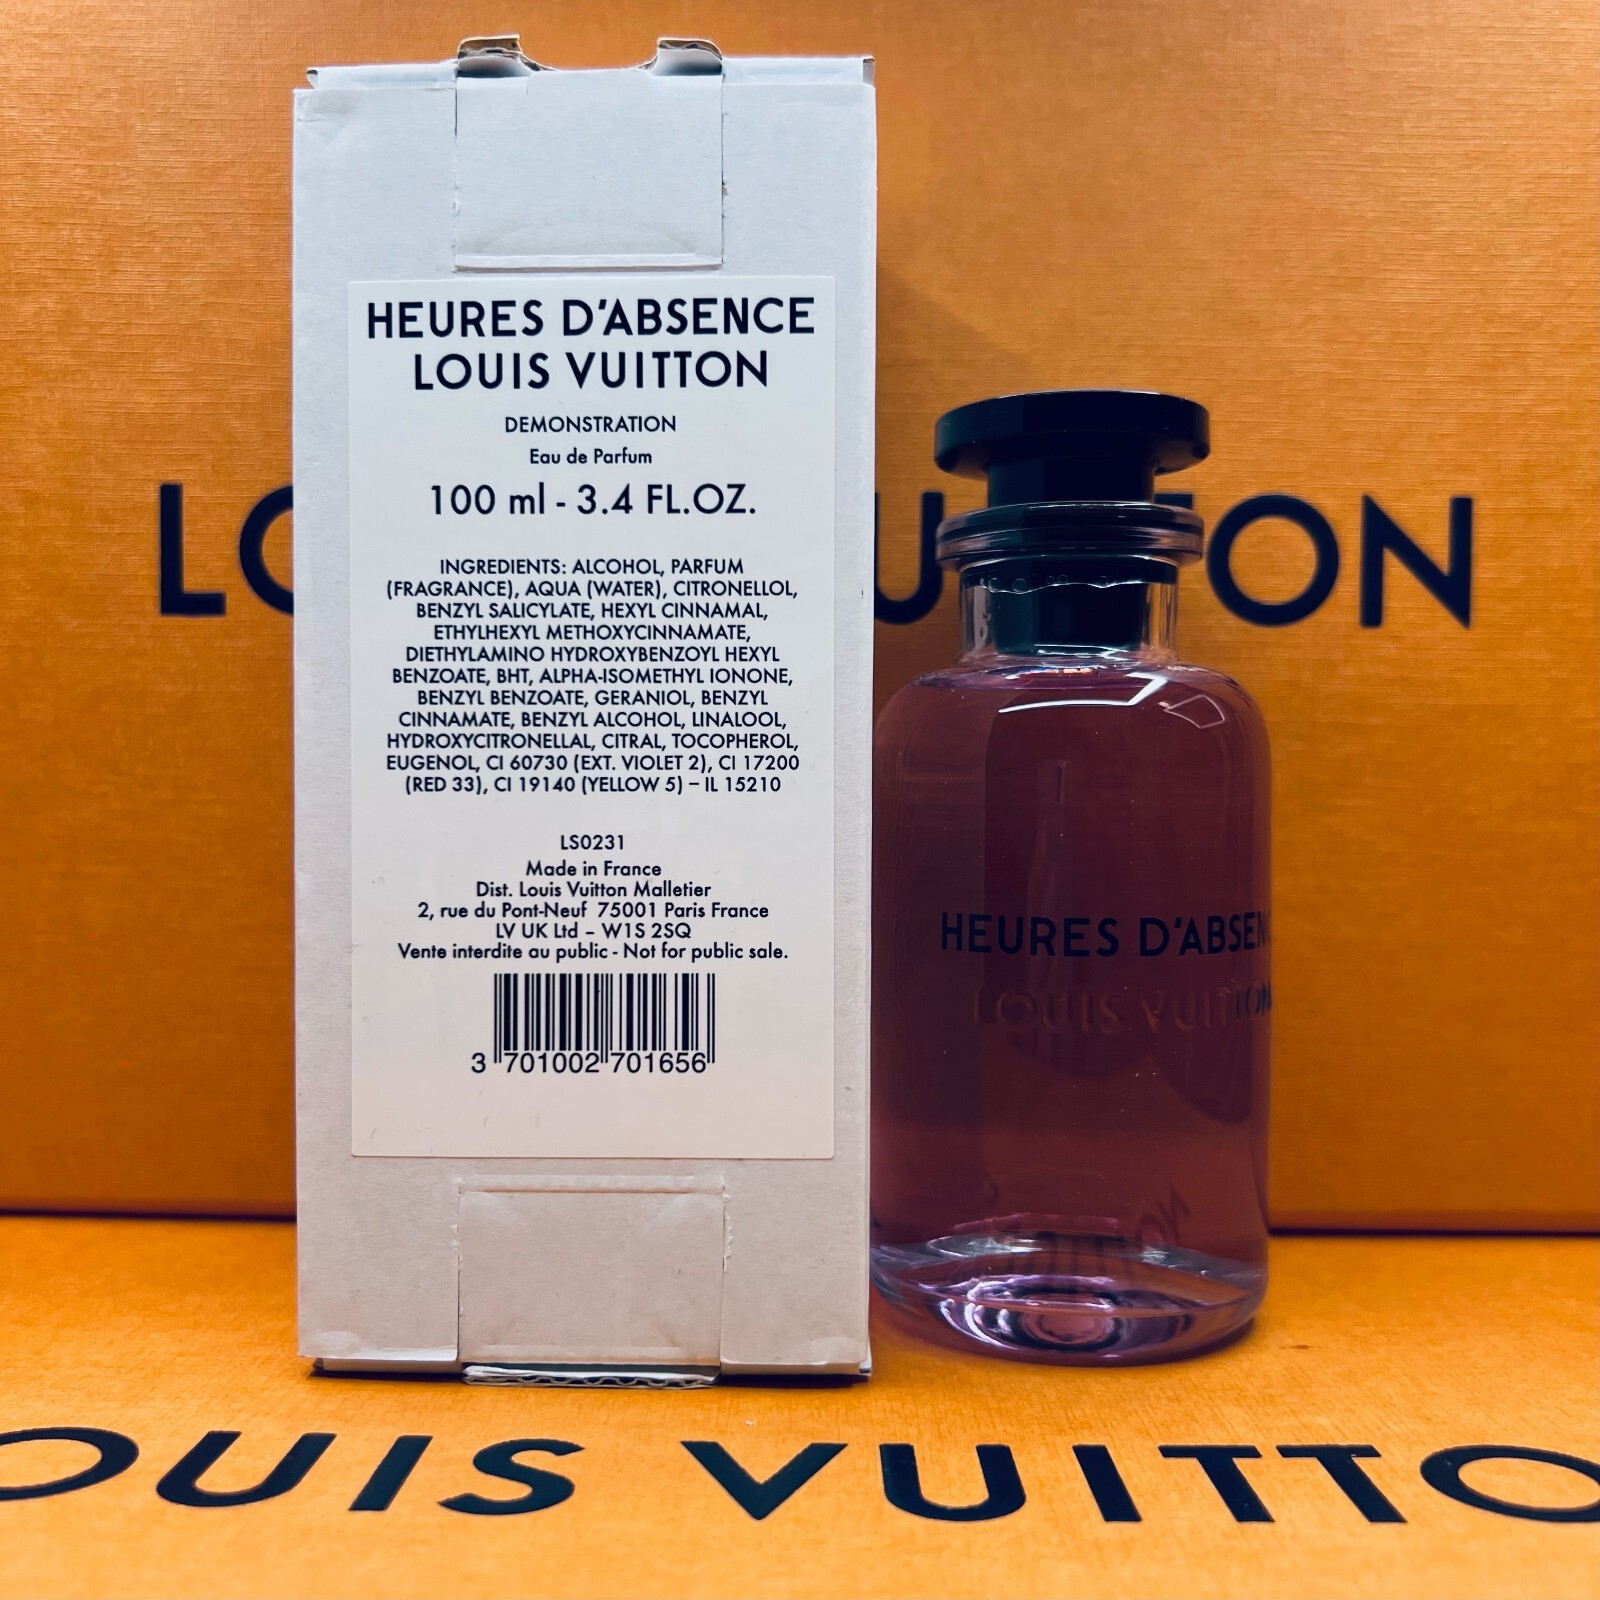 HEURES D'ABSENCE
LOUIS VUITTON
DEMONSTRATION
Eau de Parfum
100 ml - 3.4 FL.OZ.
INGREDIENTS: ALCOHOL, PARFUM
(FRAGRANCE), AQUA (WATER), CITRONELLOL,
BENZYL SALICYLATE, HEXYL CINNAMAL,
ETHYLHEXYL METHOXYCINNAMATE,
DIETHYLAMINO HYDROXYBENZOYL HEXYL
BENZOATE, BHT, ALPHA-ISOMETHYL IONONE,
BENZYL BENZOATE, GERANIOL, BENZYL
CINNAMATE, BENZYL ALCOHOL, LINALOOL,
HYDROXYCITRONELLAL, CITRAL, TOCOPHEROL,
EUGENOL, CI 60730 (EXT. VIOLET 2), CI 17200
(RED 33), CI 19140 (YELLOW 5) – IL 15210
LS0231
Made in France
Dist. Louis Vuitton Malletier
2, rue du Pont-Neuf 75001 Paris France
LV UK Ltd – W1S 2SQ
Vente interdite au public - Not for public sale.
3 701002 701656
HEURES D'ABSENC
LOUIS VUITTON
LO UITTON
OUIS VUITTO